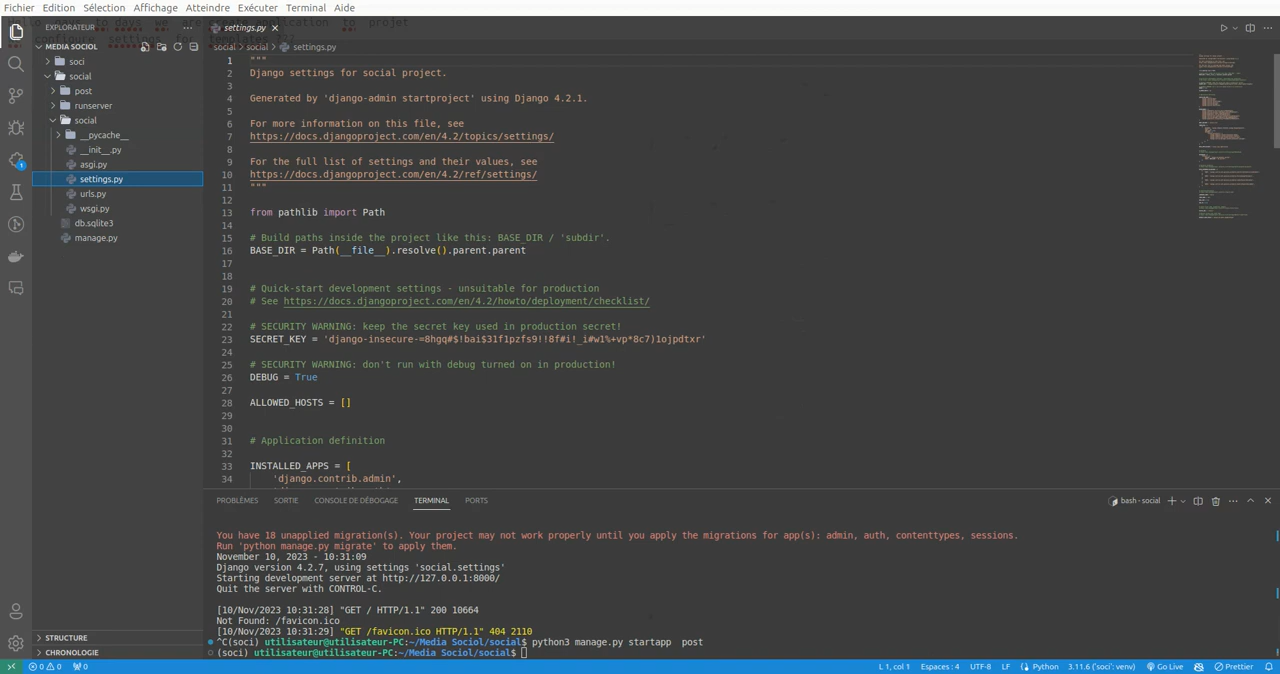 Fichier Edition Sélection Affichage Atteindre Exécuter Terminal Aide
EXPLORATEUR ···
MEDIA SOCIOL
soci
social
post
runserver
social
__pycache__
__init__.py
asgi.py
settings.py
urls.py
wsgi.py
db.sqlite3
manage.py
STRUCTURE
CHRONOLOGIE
1
settings.py
social > social > settings.py
1 """
2 Django settings for social project.
3
4 Generated by 'django-admin startproject' using Django 4.2.1.
5
6 For more information on this file, see
7 https://docs.djangoproject.com/en/4.2/topics/settings/
8
9 For the full list of settings and their values, see
10 https://docs.djangoproject.com/en/4.2/ref/settings/
11 """
12
13 from pathlib import Path
14
15 # Build paths inside the project like this: BASE_DIR / 'subdir'.
16 BASE_DIR = Path(__file__).resolve().parent.parent
17
18
19 # Quick-start development settings - unsuitable for production
20 # See https://docs.djangoproject.com/en/4.2/howto/deployment/checklist/
21
22 # SECURITY WARNING: keep the secret key used in production secret!
23 SECRET_KEY = 'django-insecure-=8hgq#$!bai$31f1pzfs9!!8f#i!_i#w1%+vp*8c7)1ojpdtxr'
24
25 # SECURITY WARNING: don't run with debug turned on in production!
26 DEBUG = True
27
28 ALLOWED_HOSTS = []
29
30
31 # Application definition
32
33 INSTALLED_APPS = [
34 'django.contrib.admin',
PROBLÈMES SORTIE CONSOLE DE DÉBOGAGE TERMINAL PORTS
bash - social
You have 18 unapplied migration(s). Your project may not work properly until you apply the migrations for app(s): admin, auth, contenttypes, sessions.
Run 'python manage.py migrate' to apply them.
November 10, 2023 - 10:31:09
Django version 4.2.7, using settings 'social.settings'
Starting development server at http://127.0.0.1:8000/
Quit the server with CONTROL-C.
[10/Nov/2023 10:31:28] "GET / HTTP/1.1" 200 10664
Not Found: /favicon.ico
[10/Nov/2023 10:31:29] "GET /favicon.ico HTTP/1.1" 404 2110
^C(soci) utilisateur@utilisateur-PC:~/Media Sociol/social$ python3 manage.py startapp  post
(soci) utilisateur@utilisateur-PC:~/Media Sociol/social$
0 0 0 L 1, col 1 Espaces : 4 UTF-8 LF Python 3.11.6 ('soci': venv) Go Live Prettier